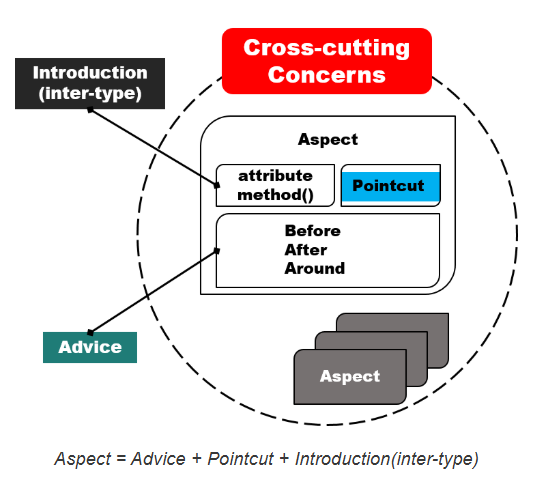 Cross-cutting
Concerns
Introduction
(inter-type)
Aspect
attribute
method()
Pointcut
Before
After
Around
Advice
Aspect
Aspect = Advice + Pointcut + Introduction(inter-type)